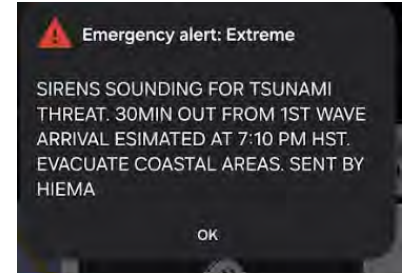 Emergency alert: Extreme
SIRENS SOUNDING FOR TSUNAMI
THREAT. 30MIN OUT FROM 1ST WAVE
ARRIVAL ESIMATED AT 7:10 PM HST.
EVACUATE COASTAL AREAS. SENT BY
HIEMA
OK